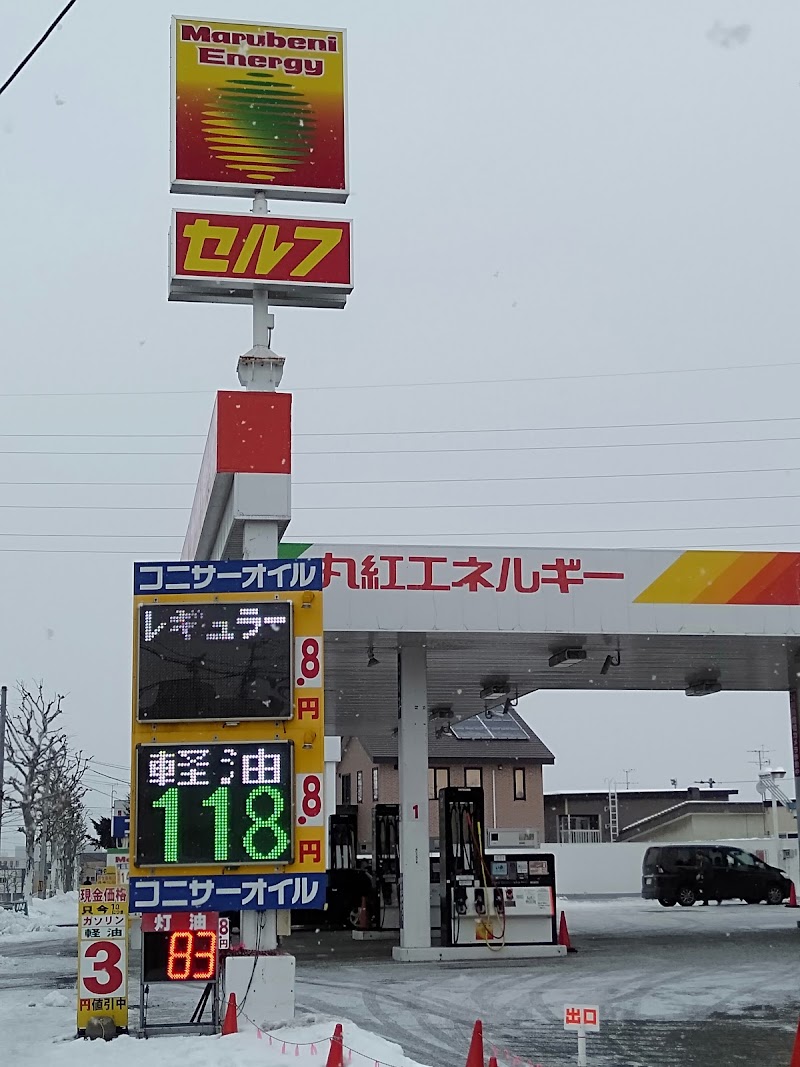 Marubeni
Energy
セルフ
丸紅エネルギー
コニサーオイル
レギュラー
.8
円
軽油
118
.8
円
コニサーオイル
現金価格
只今
ガソリン
軽油
3
円値引中
灯油
83
.8
円
1
出口